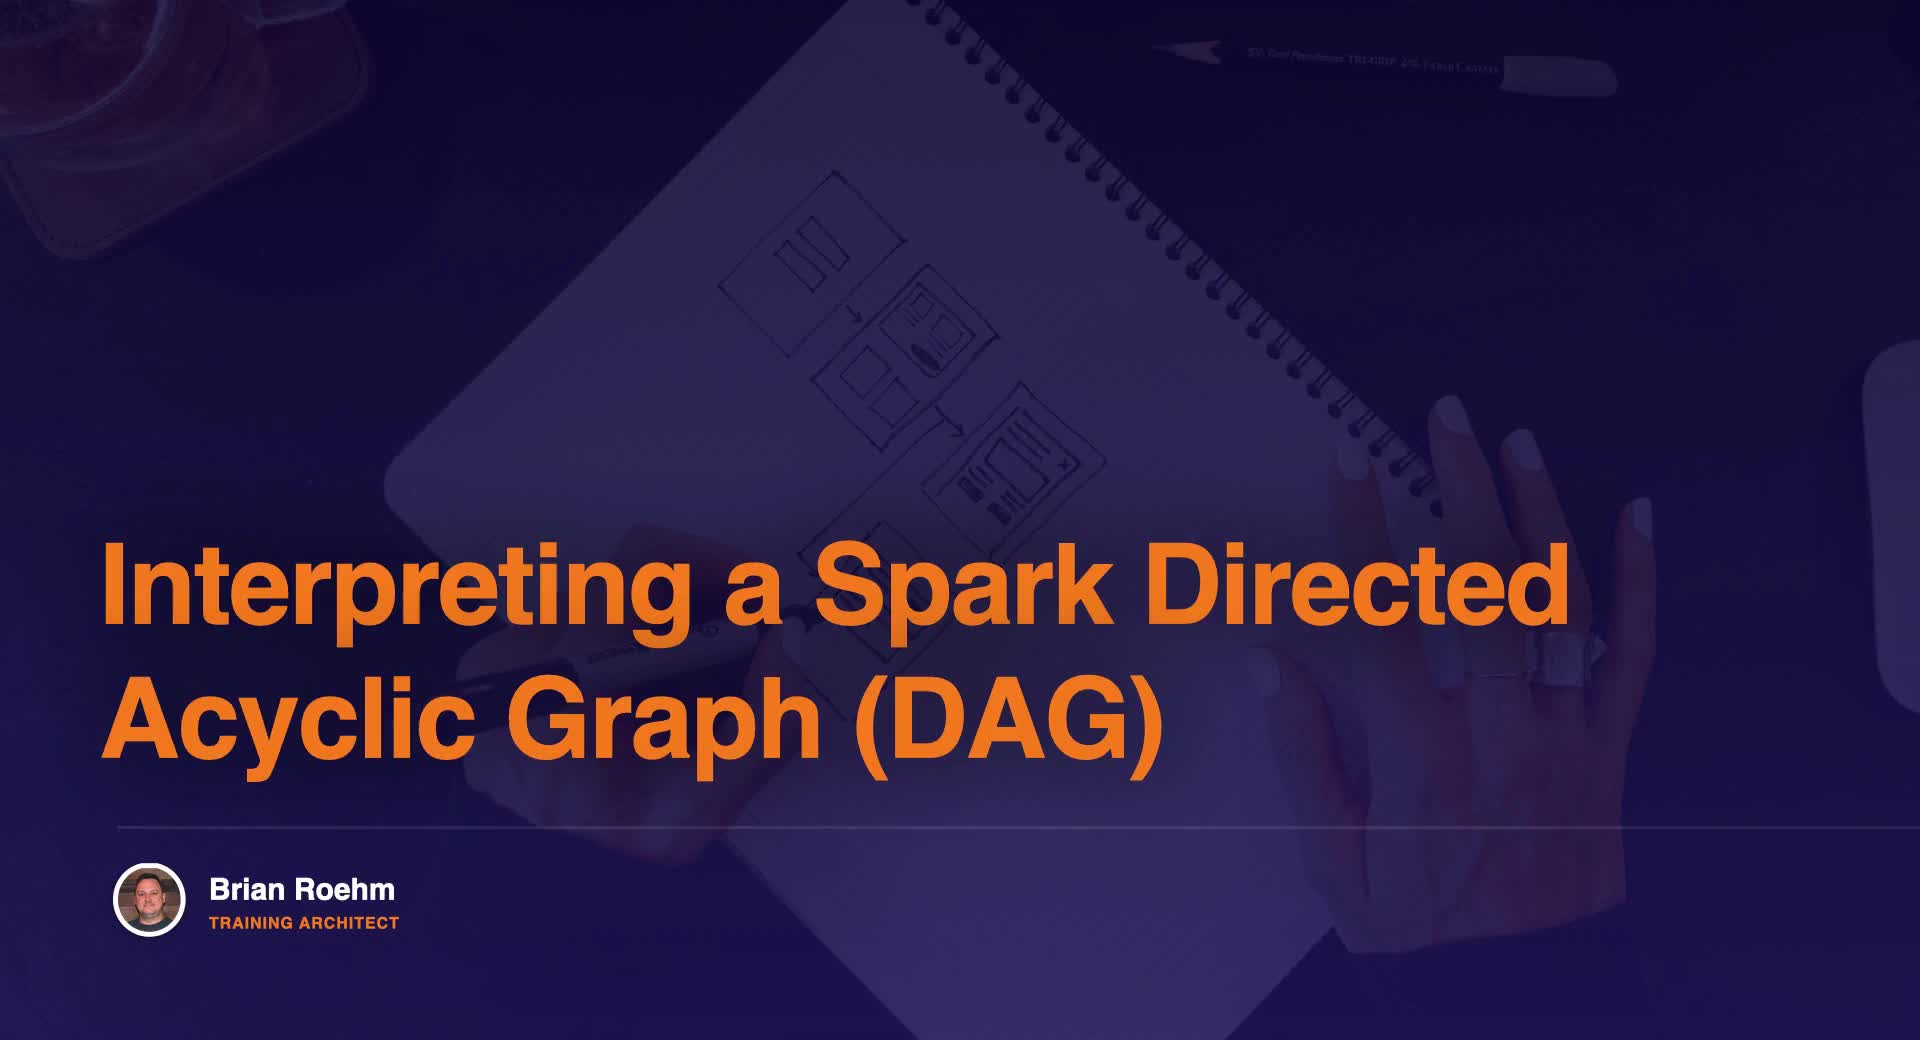 Interpreting a Spark Directed
Acyclic Graph (DAG)
Brian Roehm
TRAINING ARCHITECT